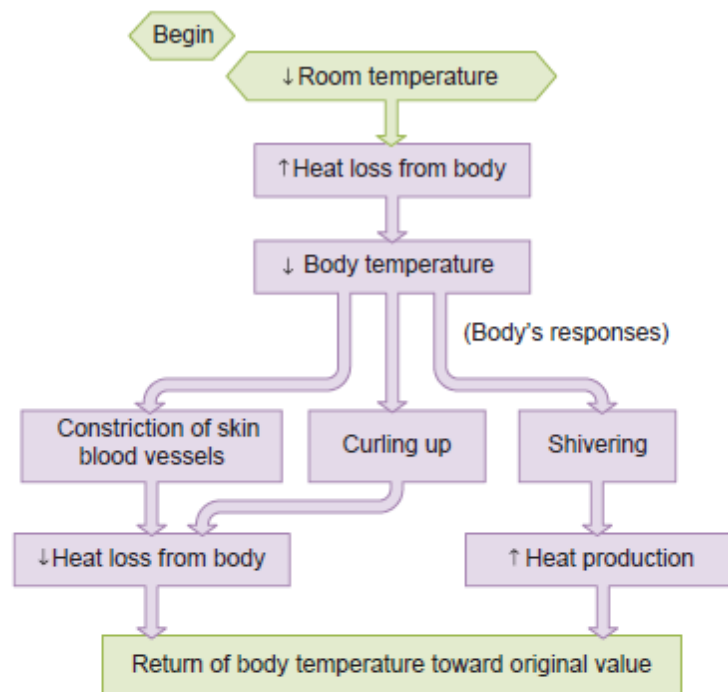 Begin
↓Room temperature
↑Heat loss from body
↓ Body temperature
(Body's responses)
Constriction of skin
blood vessels
Curling up
Shivering
↓Heat loss from body
↑Heat production
Return of body temperature toward original value